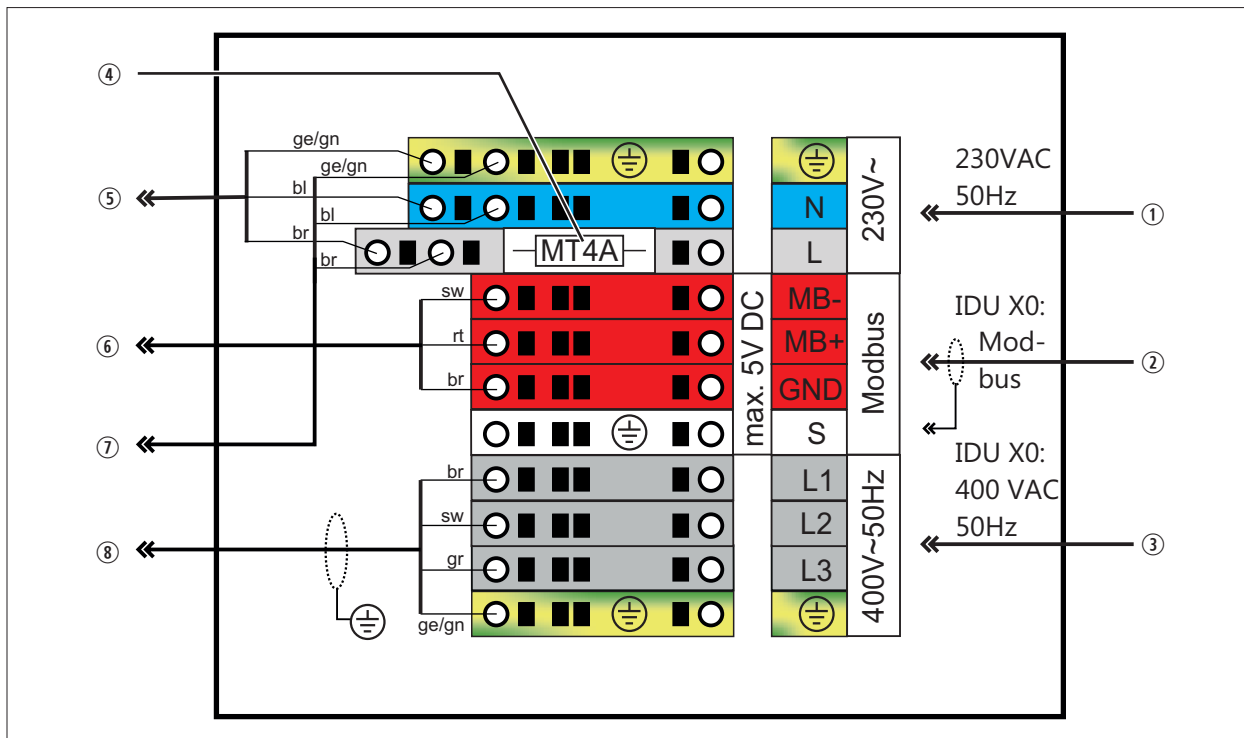 ④
ge/gn
ge/gn
230VAC
50Hz
⑤
bl
bl
N
230V~
①
br
br
MT4A
L
sw
MB-
IDU X0:
Mod-
bus
⑥
rt
MB+
Modbus
②
max. 5V DC
br
GND
⑦
S
br
L1
IDU X0:
400 VAC
50Hz
sw
L2
400V~50Hz
⑧
③
gr
L3
ge/gn